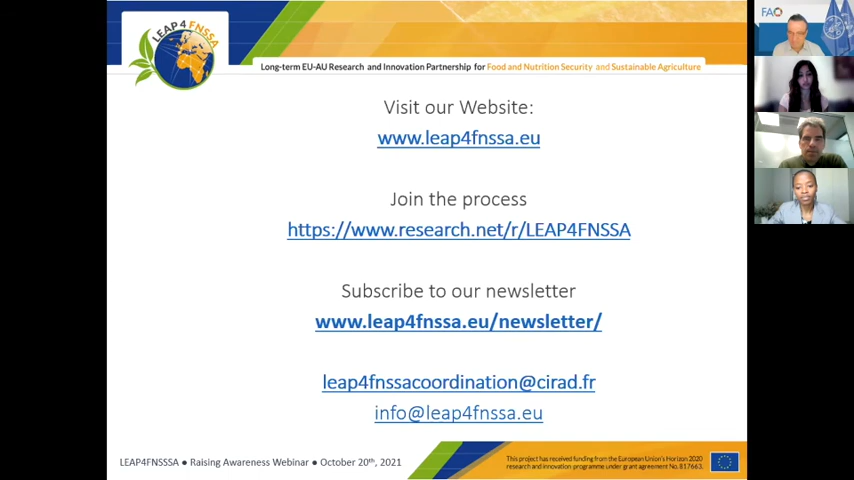 LEAP 4 FNSSA
Long-term EU-AU Research and Innovation Partnership for Food and Nutrition Security and Sustainable Agriculture
Visit our Website:
www.leap4fnssa.eu
Join the process
https://www.research.net/r/LEAP4FNSSA
Subscribe to our newsletter
www.leap4fnssa.eu/newsletter/
leap4fnssacoordination@cirad.fr
info@leap4fnssa.eu
LEAP4FNSSSA ● Raising Awareness Webinar ● October 20th, 2021
This project has received funding from the European Union's Horizon 2020
research and innovation programme under grant agreement No. 817663.
FAO